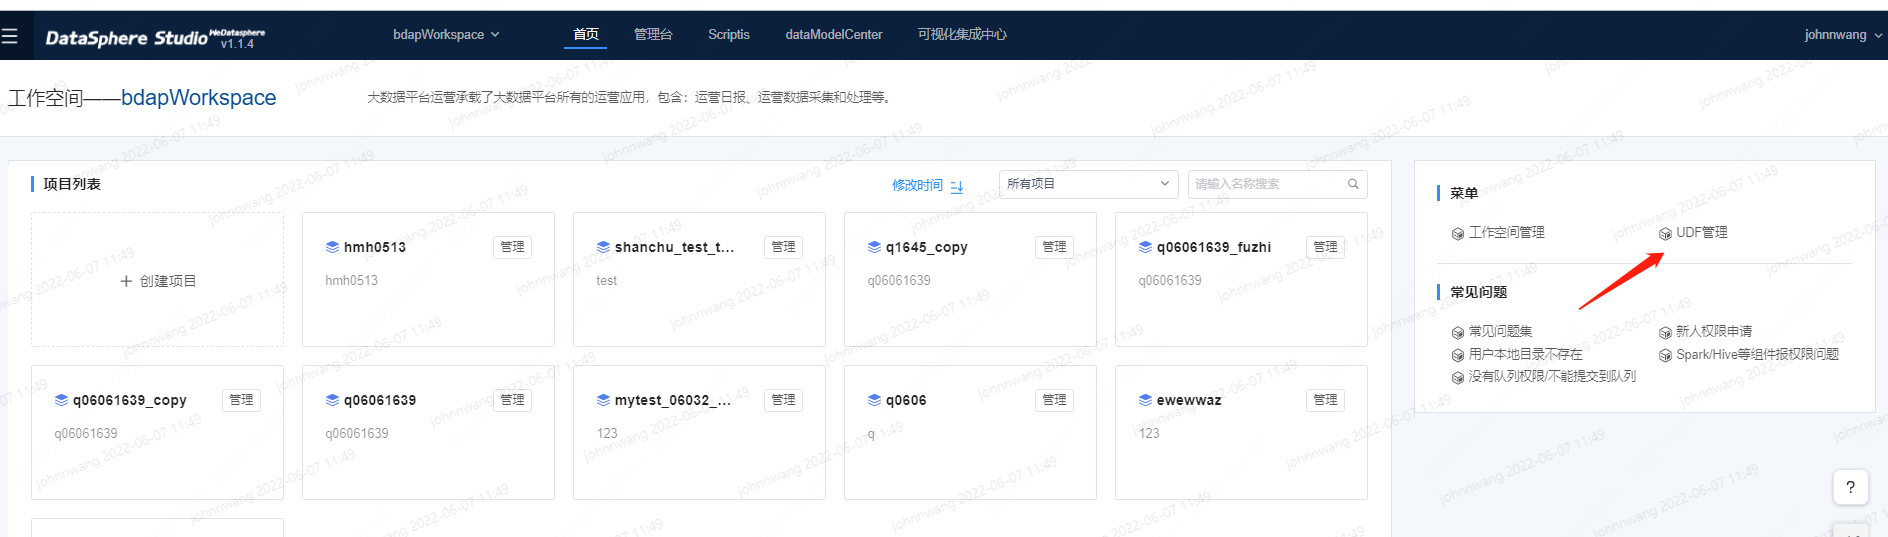 DataSphere Studio WeDatasphere
v1.1.4
bdapWorkspace
首页
管理台
Scriptis
dataModelCenter
可视化集成中心
johnnwang
工作空间——bdapWorkspace
大数据平台运营承载了大数据平台所有的运营应用，包含：运营日报、运营数据采集和处理等。
项目列表
修改时间
所有项目
请输入名称搜索
创建项目
hmh0513
管理
hmh0513
shanchu_test_t...
管理
test
q1645_copy
管理
q06061639
q06061639_fuzhi
管理
q06061639
q06061639_copy
管理
q06061639
q06061639
管理
q06061639
mytest_06032_...
管理
123
q0606
管理
q
ewewwaz
管理
123
菜单
工作空间管理
UDF管理
常见问题
常见问题集
新人权限申请
用户本地目录不存在
Spark/Hive等组件报权限问题
没有队列权限/不能提交到队列
?
johnnwang 2022-06-07 11:49